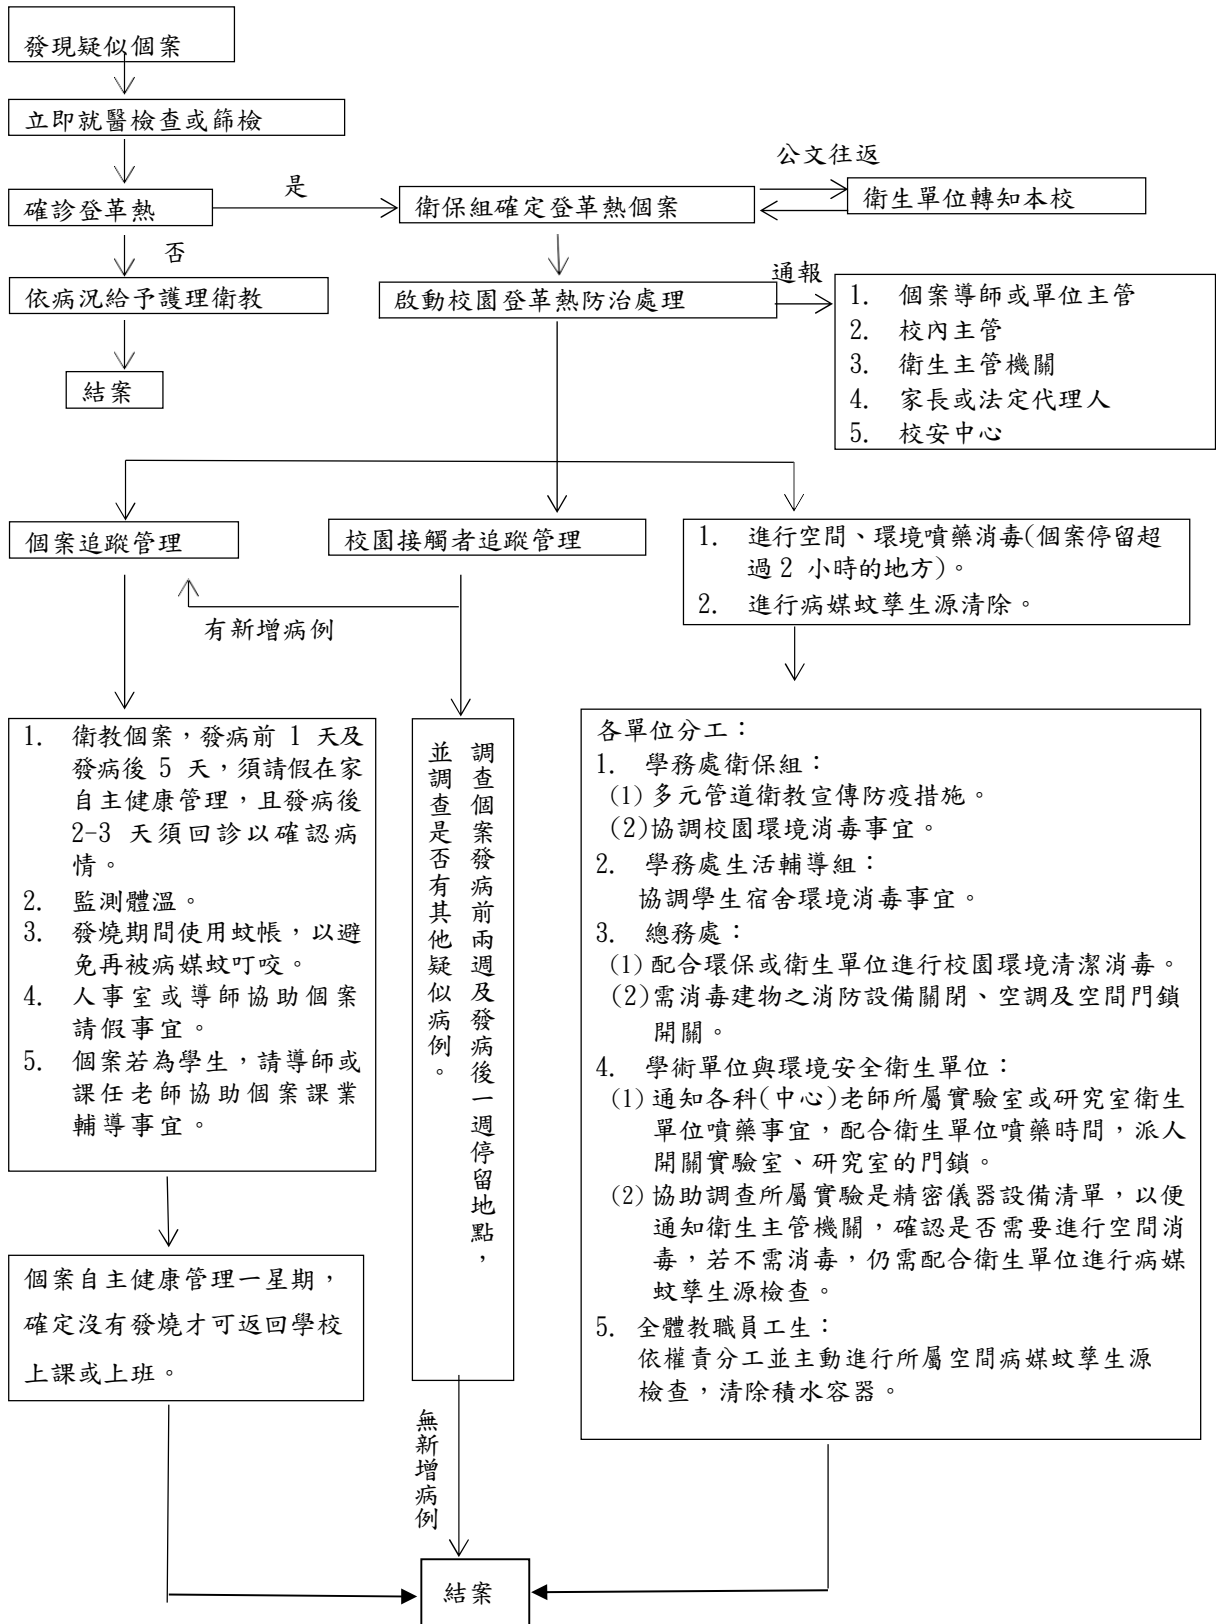 發現疑似個案
立即就醫檢查或篩檢
公文往返
確診登革熱
是
衛保組確定登革熱個案
衛生單位轉知本校
否
依病況給予護理衛教
啟動校園登革熱防治處理
通報
1. 個案導師或單位主管
2. 校內主管
3. 衛生主管機關
4. 家長或法定代理人
5. 校安中心
結案
個案追蹤管理
校園接觸者追蹤管理
1. 進行空間、環境噴藥消毒(個案停留超
過 2 小時的地方)。
2. 進行病媒蚊孳生源清除。
有新增病例
1. 衛教個案，發病前 1 天及
發病後 5 天，須請假在家
自主健康管理，且發病後
2-3 天須回診以確認病
情。
2. 監測體溫。
3. 發燒期間使用蚊帳，以避
免再被病媒蚊叮咬。
4. 人事室或導師協助個案
請假事宜。
5. 個案若為學生，請導師或
課任老師協助個案課業
輔導事宜。
調查個案發病前兩週及發病後一週停留地點，
並調查是否有其他疑似病例。
各單位分工：
1. 學務處衛保組：
(1)多元管道衛教宣傳防疫措施。
(2)協調校園環境消毒事宜。
2. 學務處生活輔導組：
協調學生宿舍環境消毒事宜。
3. 總務處：
(1)配合環保或衛生單位進行校園環境清潔消毒。
(2)需消毒建物之消防設備關閉、空調及空間門鎖
開關。
4. 學術單位與環境安全衛生單位：
(1)通知各科(中心)老師所屬實驗室或研究室衛生
單位噴藥事宜，配合衛生單位噴藥時間，派人
開關實驗室、研究室的門鎖。
(2)協助調查所屬實驗是精密儀器設備清單，以便
通知衛生主管機關，確認是否需要進行空間消
毒，若不需消毒，仍需配合衛生單位進行病媒
蚊孳生源檢查。
5. 全體教職員工生：
依權責分工並主動進行所屬空間病媒蚊孳生源
檢查，清除積水容器。
個案自主健康管理一星期，
確定沒有發燒才可返回學校
上課或上班。
無新增病例
結案